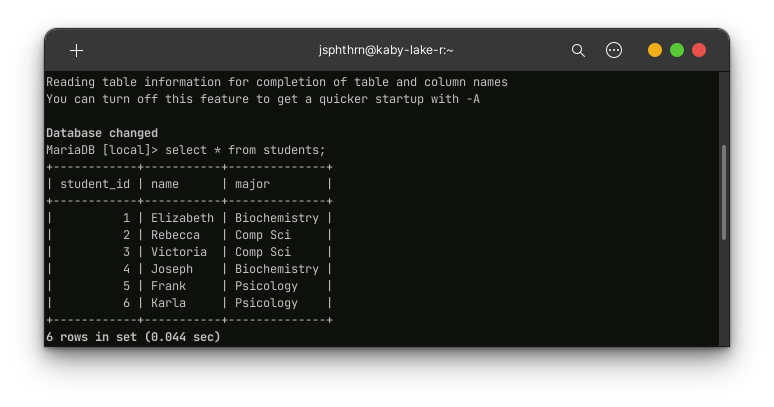 jsphthrn@kaby-lake-r:~
Reading table information for completion of table and column names
You can turn off this feature to get a quicker startup with -A
Database changed
MariaDB [local]> select * from students;
+------------+-----------+--------------+
| student_id | name      | major        |
+------------+-----------+--------------+
|          1 | Elizabeth | Biochemistry |
|          2 | Rebecca   | Comp Sci     |
|          3 | Victoria  | Comp Sci     |
|          4 | Joseph    | Biochemistry |
|          5 | Frank     | Psicology    |
|          6 | Karla     | Psicology    |
+------------+-----------+--------------+
6 rows in set (0.044 sec)